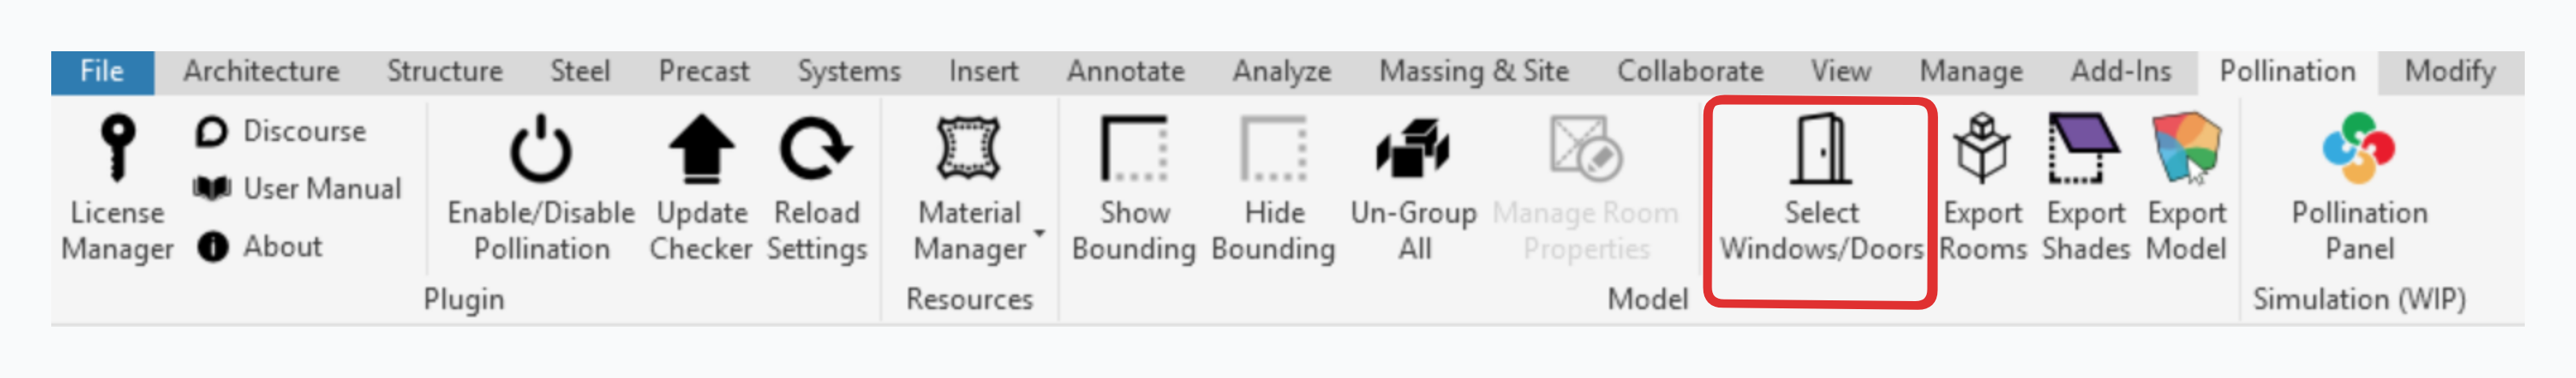 File Architecture Structure Steel Precast Systems Insert Annotate Analyze Massing & Site Collaborate View Manage Add-Ins Pollination Modify
License Manager
Discourse
User Manual
About
Enable/Disable Pollination
Update Checker
Reload Settings
Plugin
Material Manager
Resources
Show Bounding
Hide Bounding
Un-Group All
Manage Room Properties
Select Windows/Doors
Export Rooms
Export Shades
Export Model
Model
Pollination Panel
Simulation (WIP)